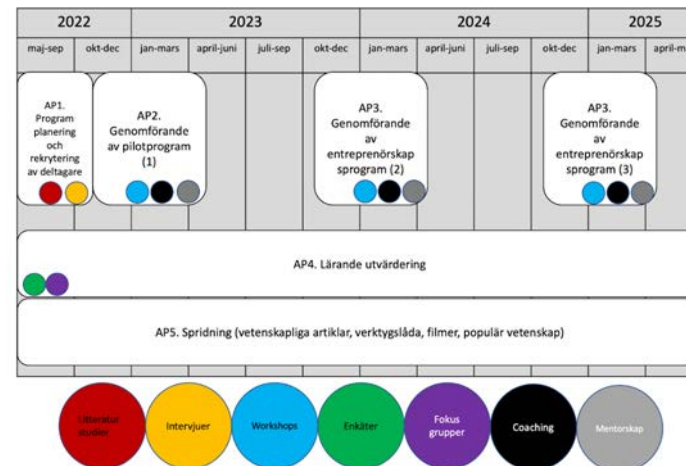 2022 2023 2024 2025
maj-sep okt-dec jan-mars april-juni juli-sep okt-dec jan-mars april-juni juli-sep okt-dec jan-mars
AP1.
Program
planering
och
rekrytering
av deltagare
AP2.
Genomförande
av pilotprogram
(1)
AP3.
Genomförande
av
entreprenörskap
sprogram (2)
AP3.
Genomförande
av
entreprenörskap
sprogram (3)
AP4. Lärande utvärdering
AP5. Spridning (vetenskapliga artiklar, verktygslåda, filmer, populär vetenskap)
Litteratur
studier
Intervjuer
Workshops
Enkäter
Fokus
grupper
Coaching
Mentorskap